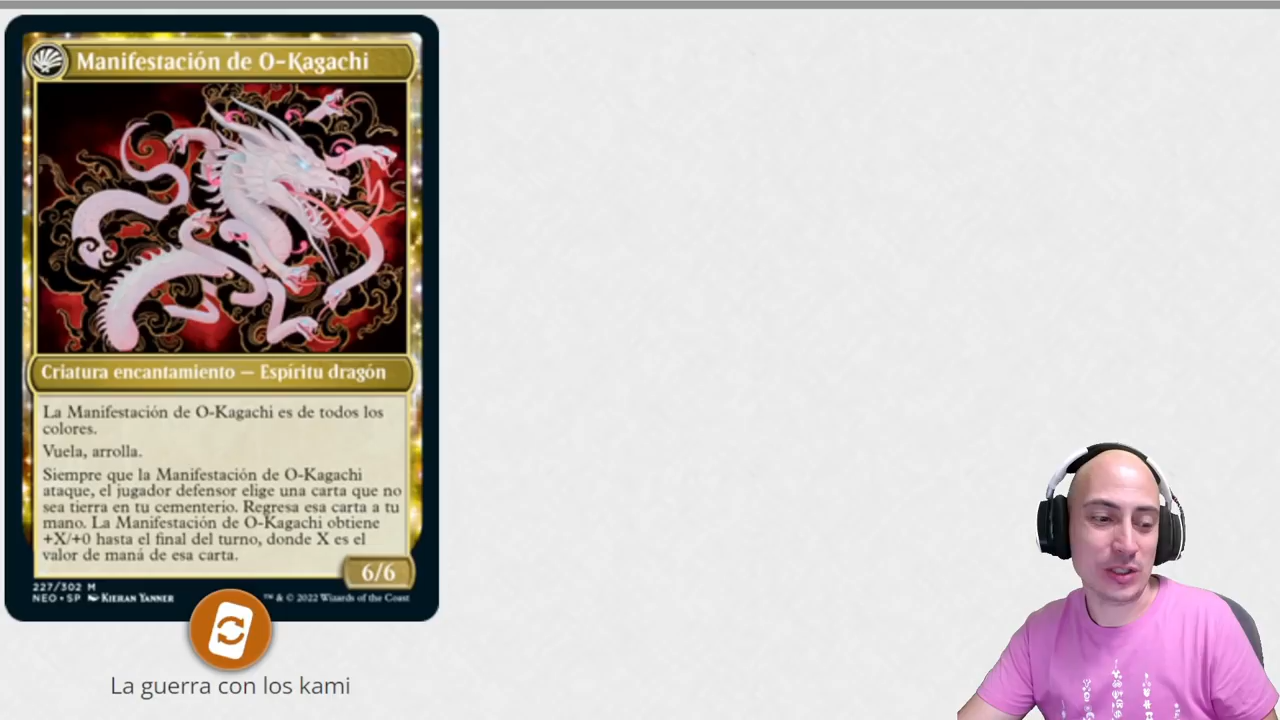 Manifestación de O-Kagachi
Criatura encantamiento — Espíritu dragón
La Manifestación de O-Kagachi es de todos los
colores.
Vuela, arrolla.
Siempre que la Manifestación de O-Kagachi
ataque, el jugador defensor elige una carta que no
sea tierra en tu cementerio. Regresa esa carta a tu
mano. La Manifestación de O-Kagachi obtiene
+X/+0 hasta el final del turno, donde X es el
valor de maná de esa carta.
6/6
227/302 M
NEO • SP KIERAN YANNER
™ & © 2022 Wizards of the Coast
La guerra con los kami